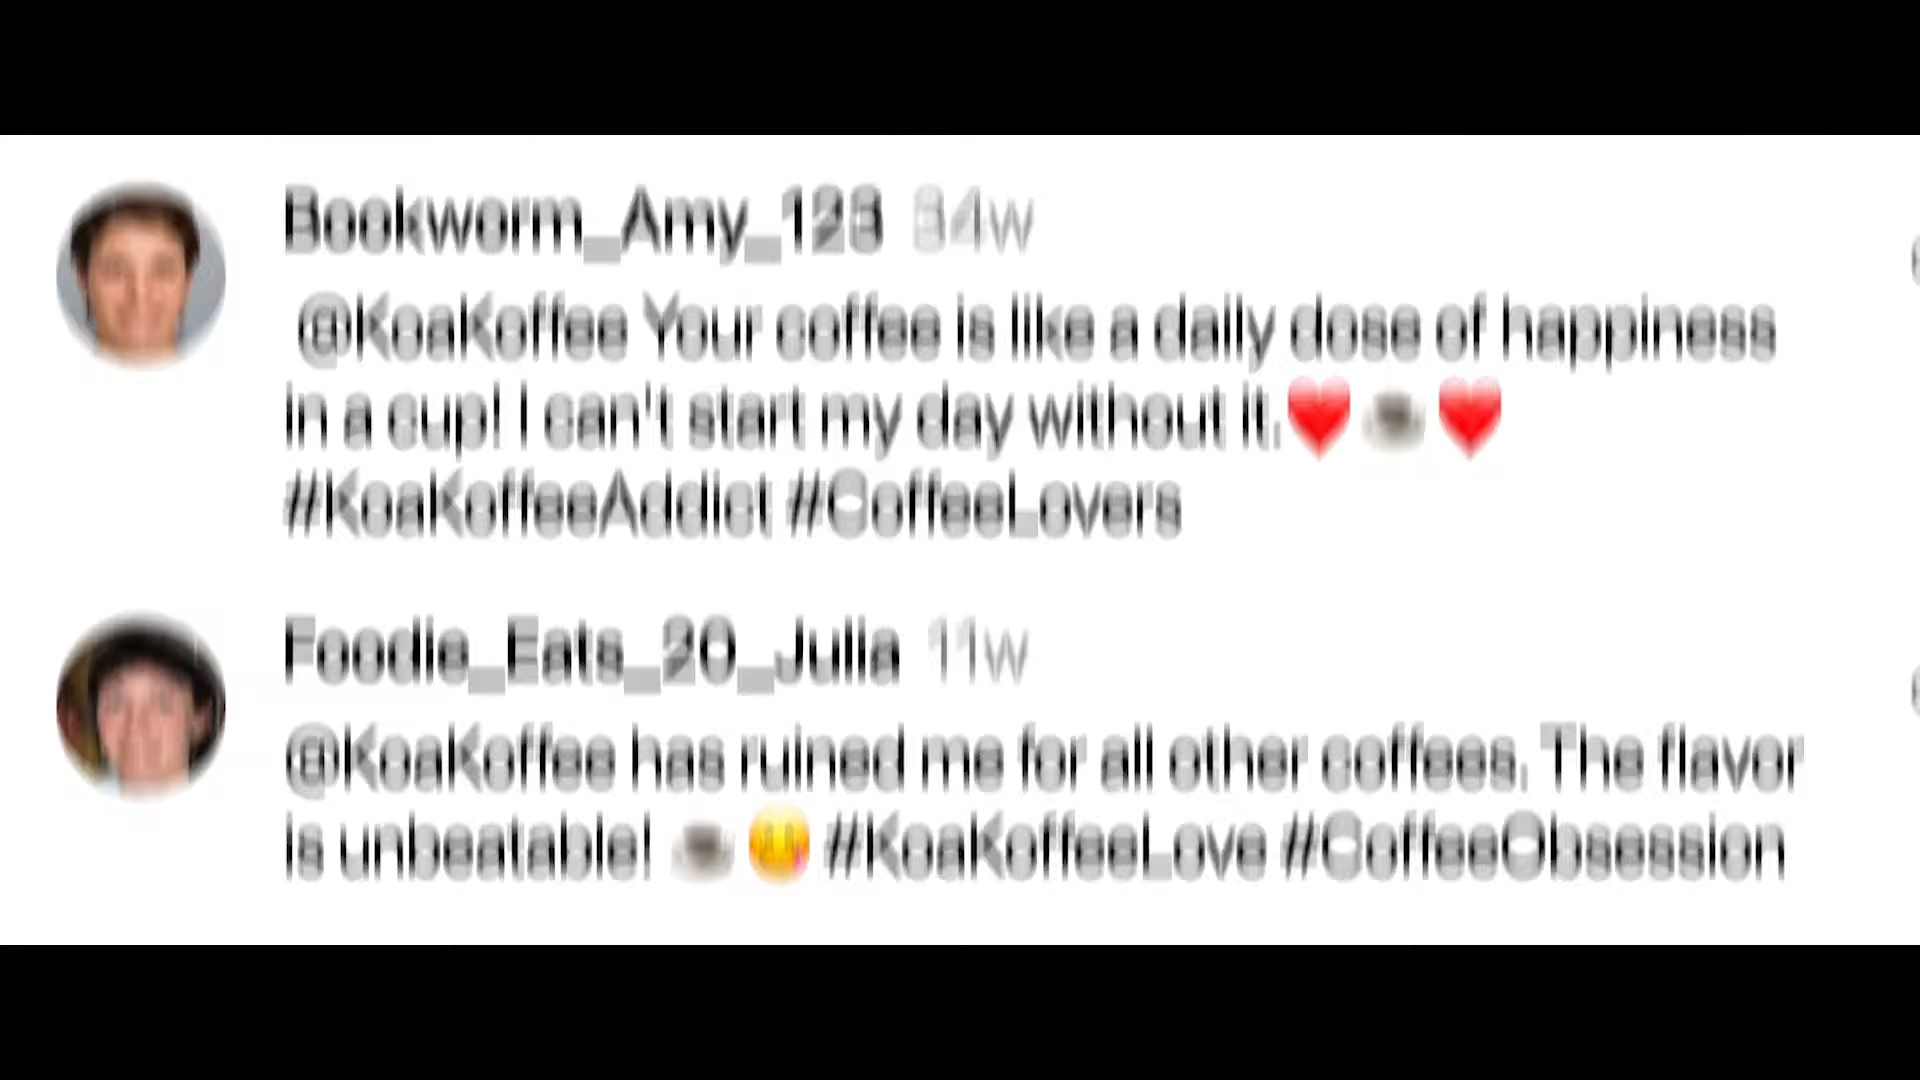 Bookworm_Amy_123 34w
@KoaKoffee Your coffee is like a daily dose of happiness
in a cup! I can't start my day without it.❤️☕❤️
#KoaKoffeeAddict #CoffeeLovers
Foodie_Eats_20_Julia 11w
@KoaKoffee has ruined me for all other coffees. The flavor
is unbeatable! ☕😋 #KoaKoffeeLove #CoffeeObsession